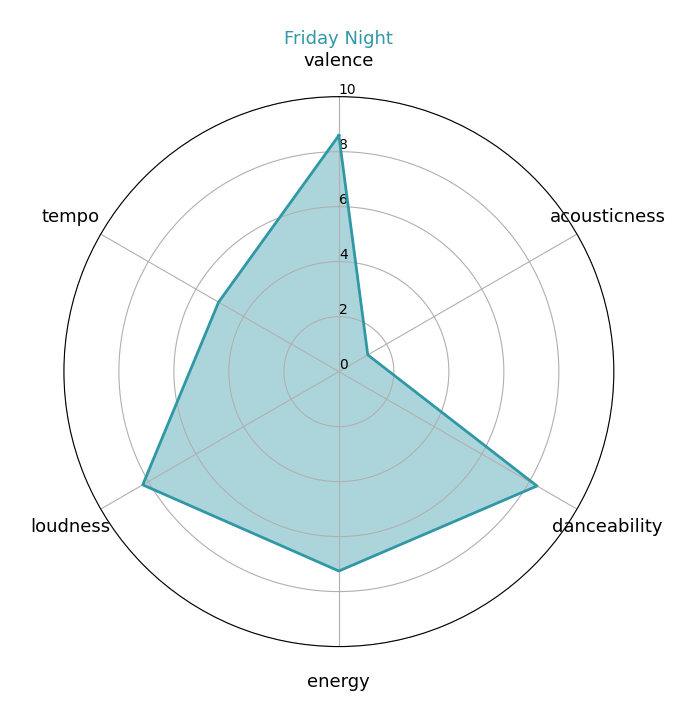 Friday Night
valence
10
8
6
4
2
0
tempo
acousticness
loudness
danceability
energy